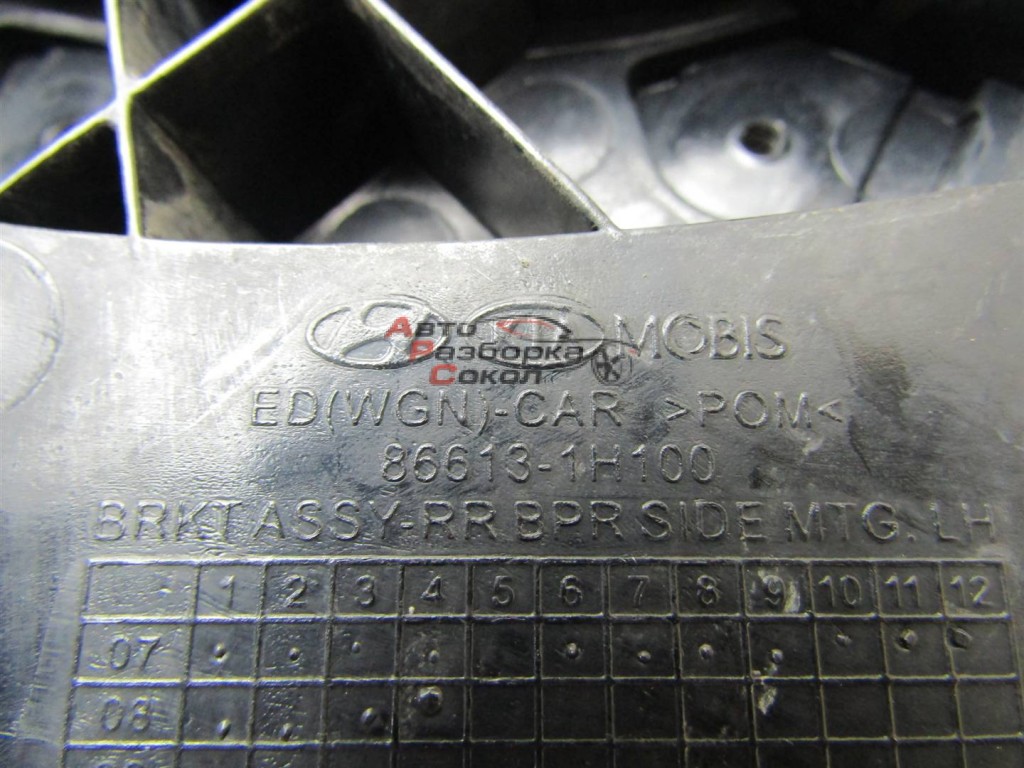 KIA MOBIS
Авто
Разборка
Сокол
ED(WGN)-CAR >POM<
86613-1H100
BRKT ASSY-RR BPR SIDE MTG. LH
1 2 3 4 5 6 7 8 9 10 11 12
07
08